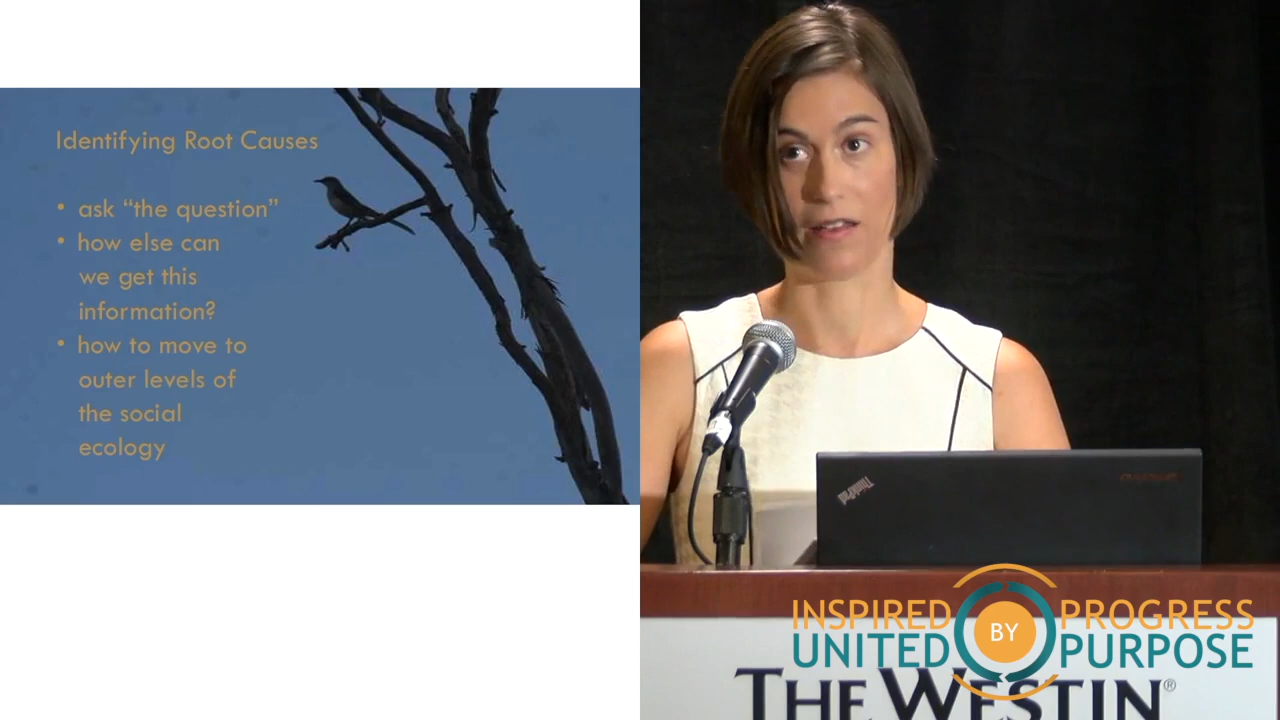 Identifying Root Causes
• ask “the question”
• how else can
we get this
information?
• how to move to
outer levels of
the social
ecology
ThinkPad
INSPIRED BY PROGRESS
UNITED PURPOSE
THE WESTIN®